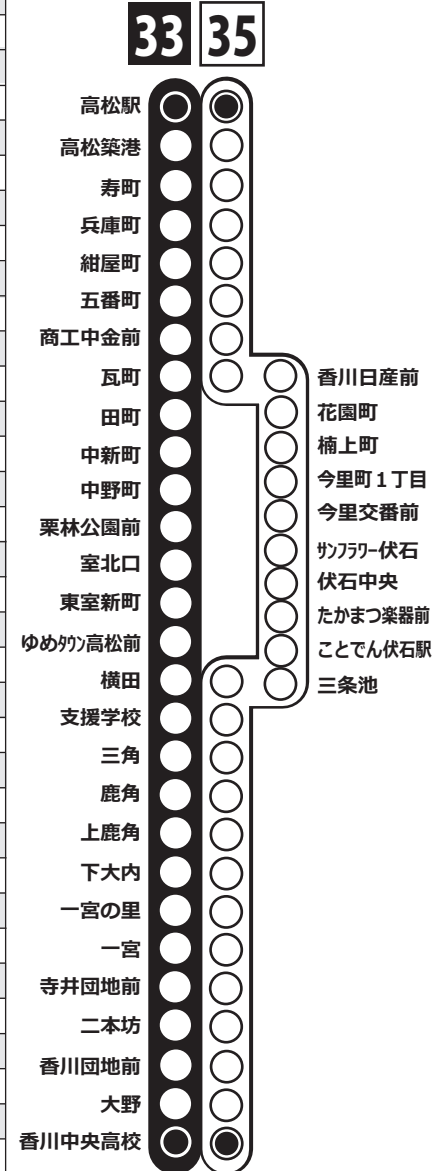 33 35
高松駅
高松築港
寿町
兵庫町
紺屋町
五番町
商工中金前
瓦町
田町
中新町
中野町
栗林公園前
室北口
東室新町
ゆめタウン高松前
横田
支援学校
三角
鹿角
上鹿角
下大内
一宮の里
一宮
寺井団地前
二本坊
香川団地前
大野
香川中央高校
香川日産前
花園町
楠上町
今里町1丁目
今里交番前
サンフラワー伏石
伏石中央
たかまつ楽器前
ことでん伏石駅
三条池